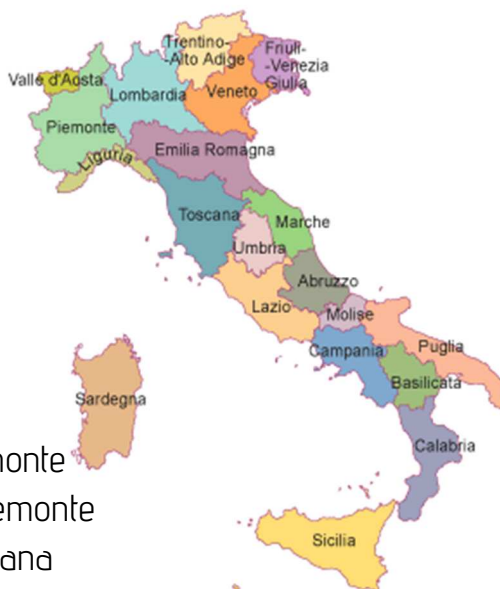 Trentino-
-Alto Adige
Friuli-
-Venezia
Giulia
Valle d'Aosta
Lombardia
Veneto
Piemonte
Liguria
Emilia Romagna
Toscana
Marche
Umbria
Abruzzo
Lazio
Molise
Campania
Puglia
Basilicata
Sardegna
Calabria
Sicilia